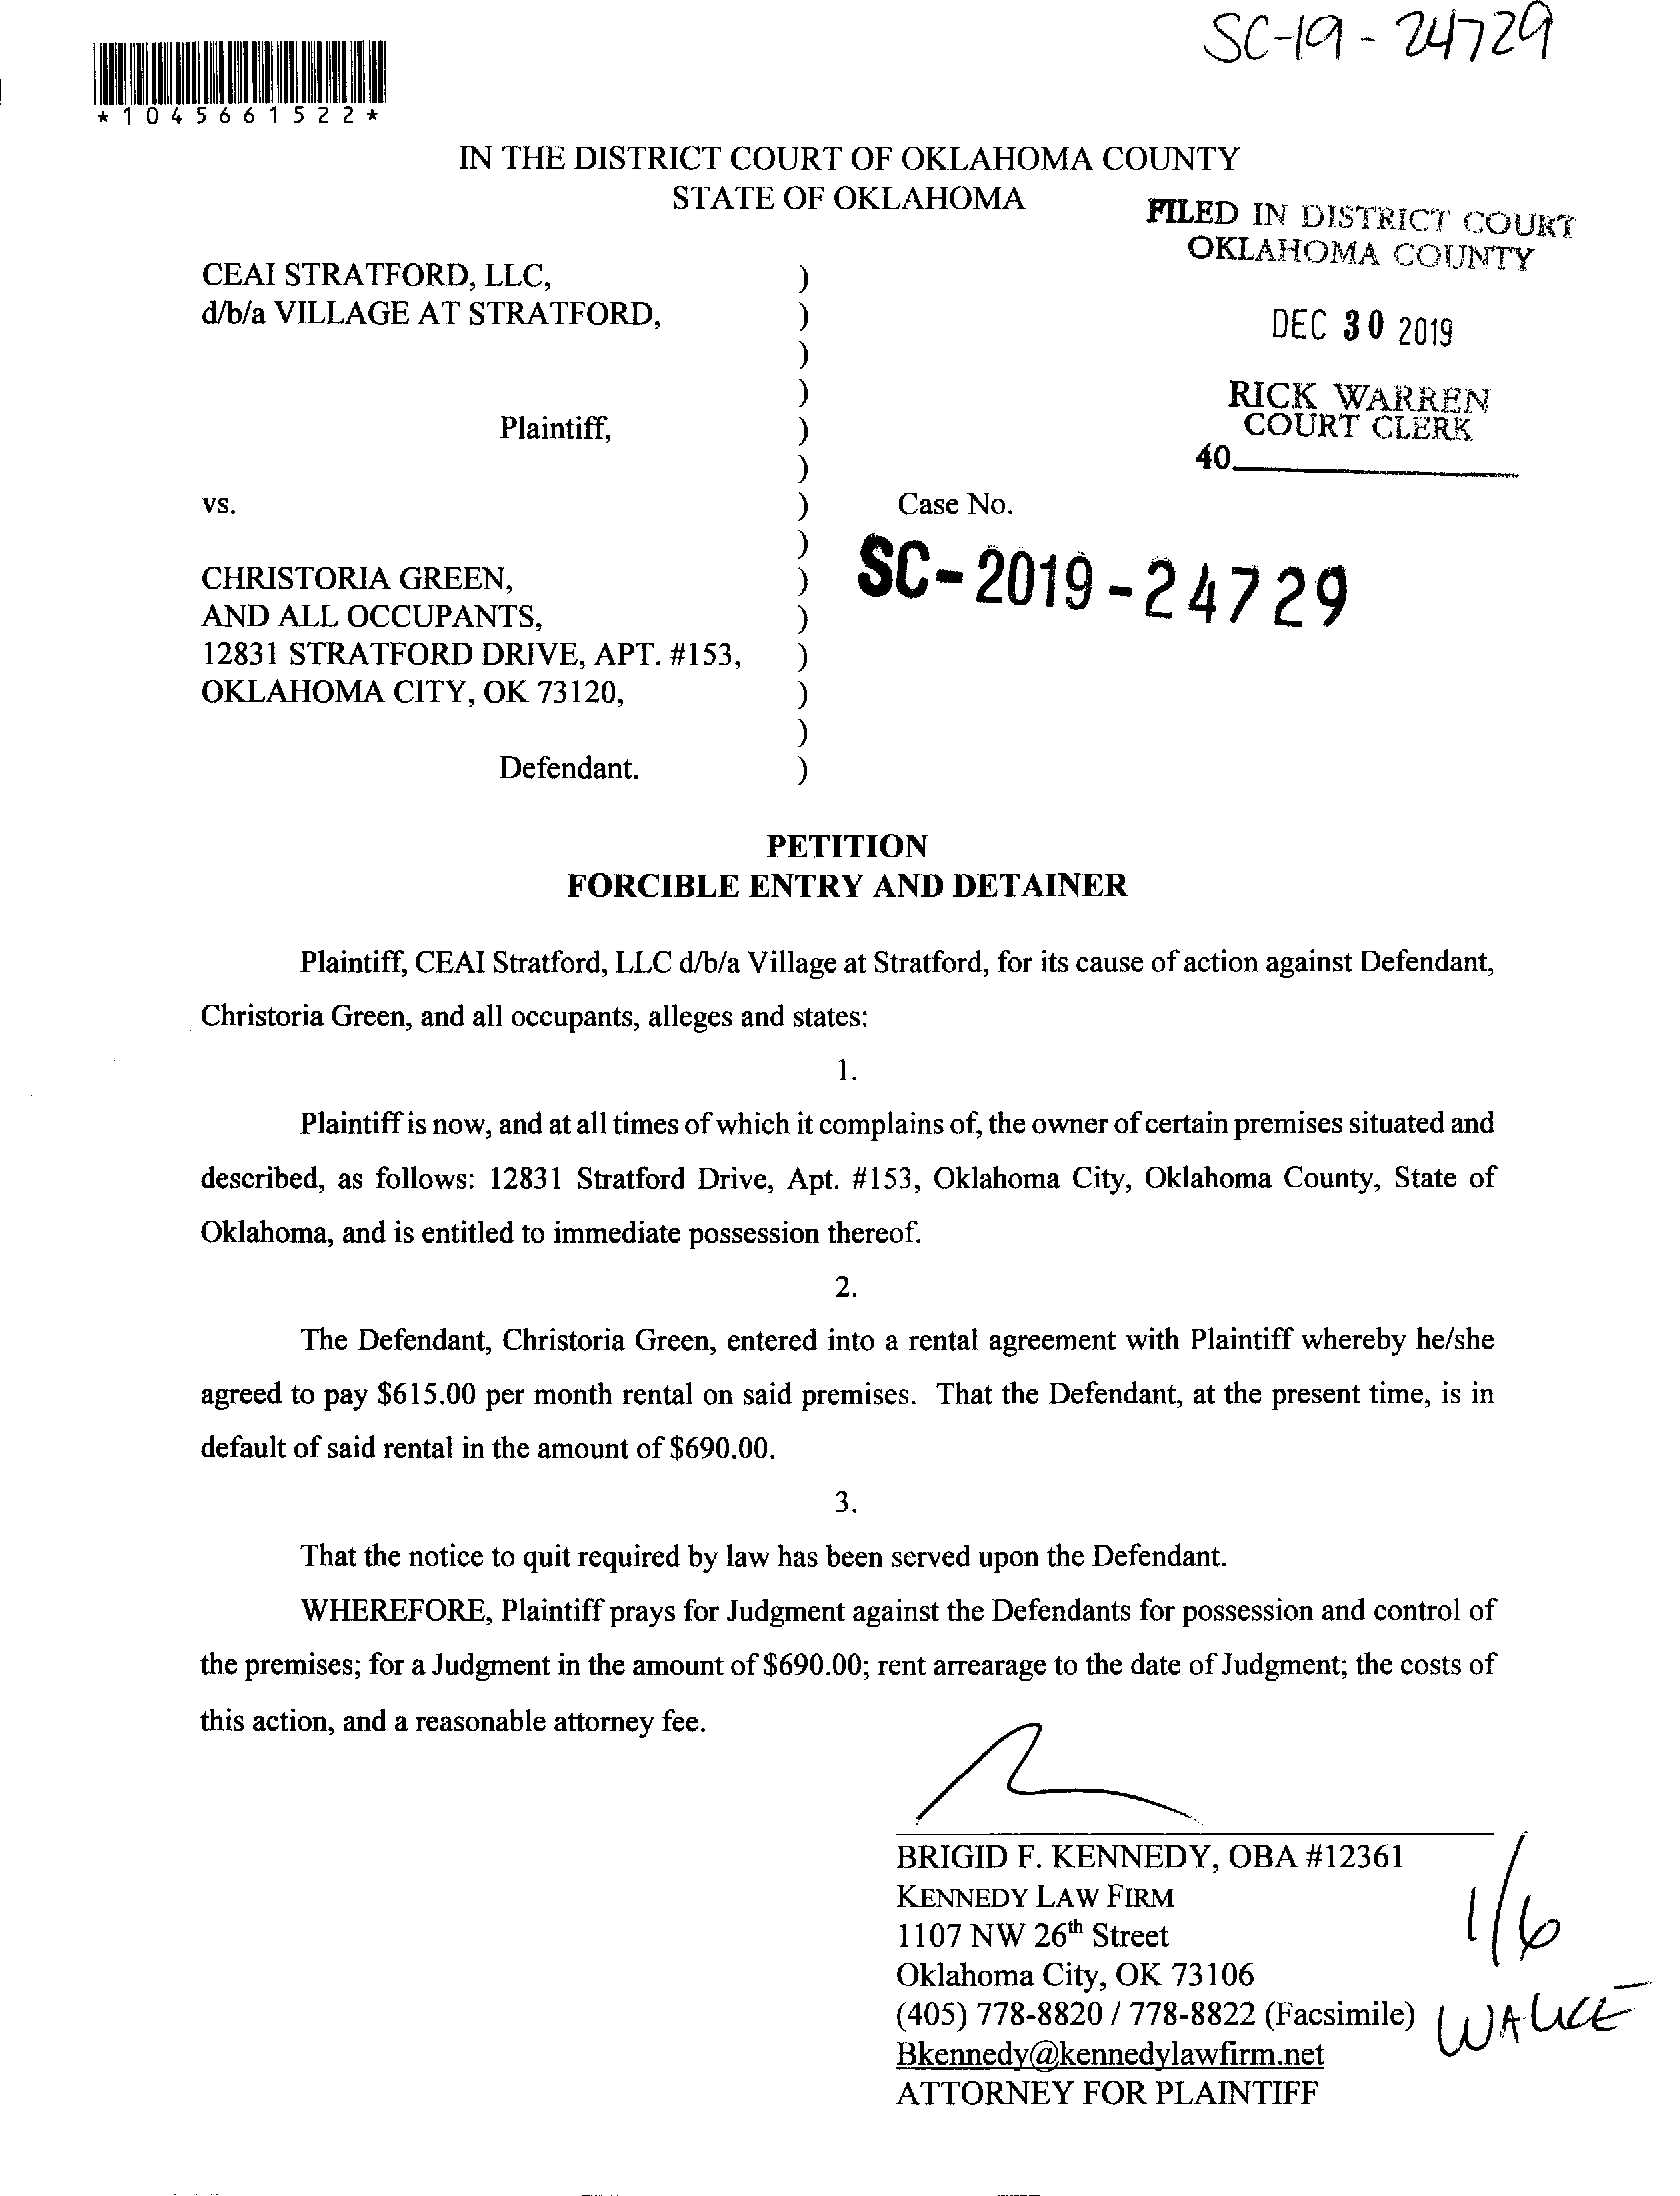 SC-19-24729
*1045661522*
IN THE DISTRICT COURT OF OKLAHOMA COUNTY
STATE OF OKLAHOMA
FILED IN DISTRICT COURT
OKLAHOMA COUNTY
DEC 30 2019
RICK WARREN
COURT CLERK
40
CEAI STRATFORD, LLC, )
d/b/a VILLAGE AT STRATFORD, )
)
)
Plaintiff, )
)
vs. ) Case No.
) SC-2019-24729
CHRISTORIA GREEN, )
AND ALL OCCUPANTS, )
12831 STRATFORD DRIVE, APT. #153, )
OKLAHOMA CITY, OK 73120, )
)
Defendant. )
PETITION
FORCIBLE ENTRY AND DETAINER
Plaintiff, CEAI Stratford, LLC d/b/a Village at Stratford, for its cause of action against Defendant,
Christoria Green, and all occupants, alleges and states:
1.
Plaintiff is now, and at all times of which it complains of, the owner of certain premises situated and
described, as follows: 12831 Stratford Drive, Apt. #153, Oklahoma City, Oklahoma County, State of
Oklahoma, and is entitled to immediate possession thereof.
2.
The Defendant, Christoria Green, entered into a rental agreement with Plaintiff whereby he/she
agreed to pay $615.00 per month rental on said premises. That the Defendant, at the present time, is in
default of said rental in the amount of $690.00.
3.
That the notice to quit required by law has been served upon the Defendant.
WHEREFORE, Plaintiff prays for Judgment against the Defendants for possession and control of
the premises; for a Judgment in the amount of $690.00; rent arrearage to the date of Judgment; the costs of
this action, and a reasonable attorney fee.
BRIGID F. KENNEDY, OBA #12361
KENNEDY LAW FIRM
1107 NW 26th Street
Oklahoma City, OK 73106
(405) 778-8820 / 778-8822 (Facsimile)
Bkennedy@kennedylawfirm.net
ATTORNEY FOR PLAINTIFF
1/6